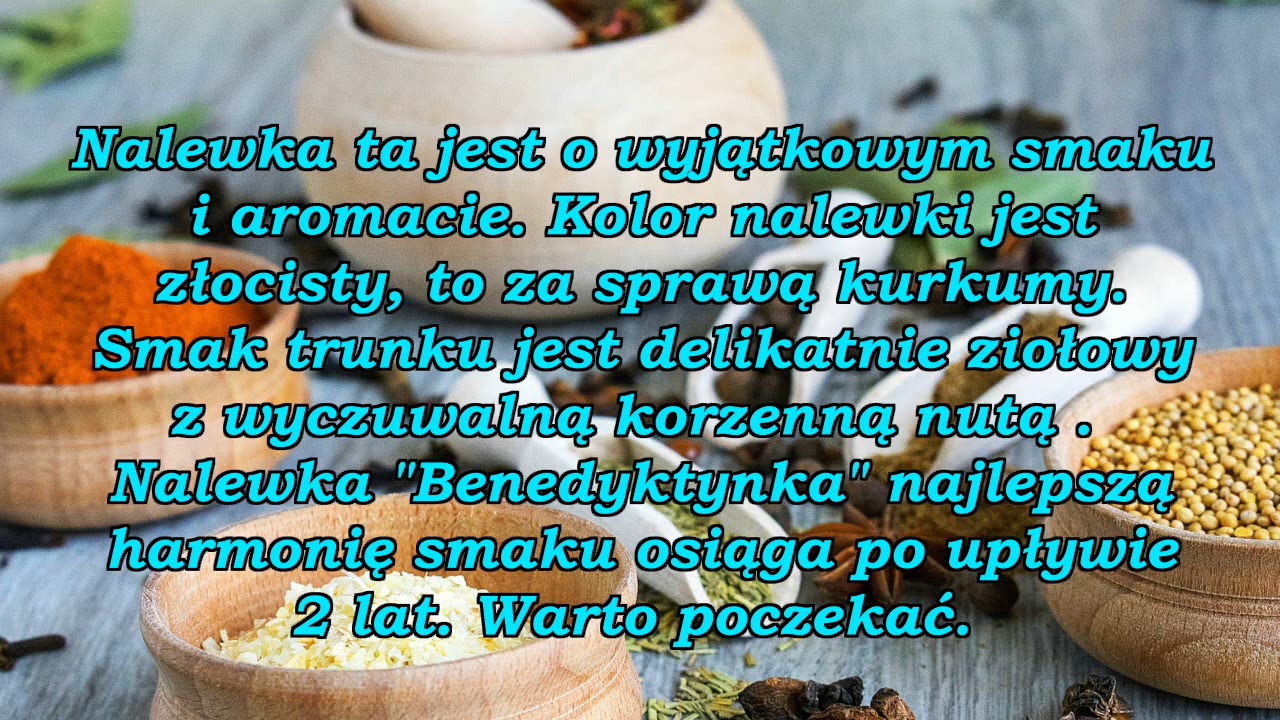 Nalewka ta jest o wyjątkowym smaku
i aromacie. Kolor nalewki jest
złocisty, to za sprawą kurkumy.
Smak trunku jest delikatnie ziołowy
z wyczuwalną korzenną nutą .
Nalewka "Benedyktynka" najlepszą
harmonię smaku osiąga po upływie
2 lat. Warto poczekać.